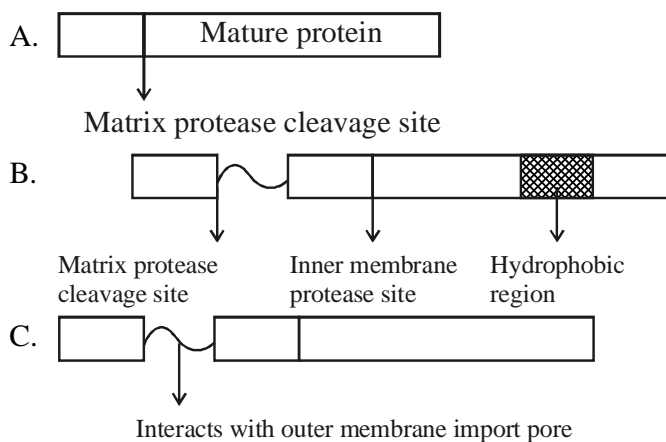 A. Mature protein
Matrix protease cleavage site
B.
Matrix protease Inner membrane Hydrophobic
cleavage site protease site region
C.
Interacts with outer membrane import pore